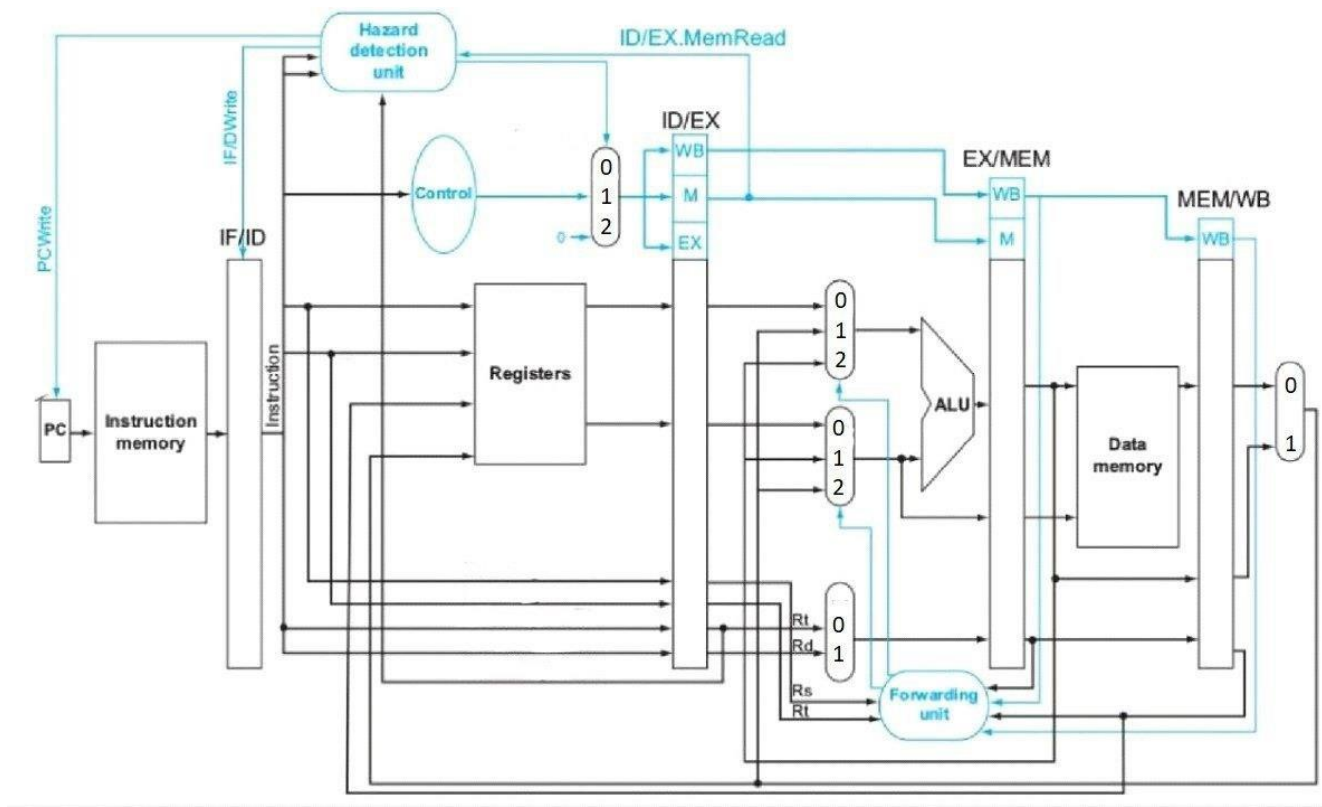 Hazard
detection
unit
ID/EX.MemRead
IF/DWrite
PCWrite
ID/EX
WB
M
EX
EX/MEM
WB
M
MEM/WB
WB
Control
0
1
2
0
IF/ID
Instruction
PC
Instruction
memory
Registers
0
1
2
0
1
2
ALU
Data
memory
0
1
Rt
Rd
0
1
Rs
Rt
Forwarding
unit